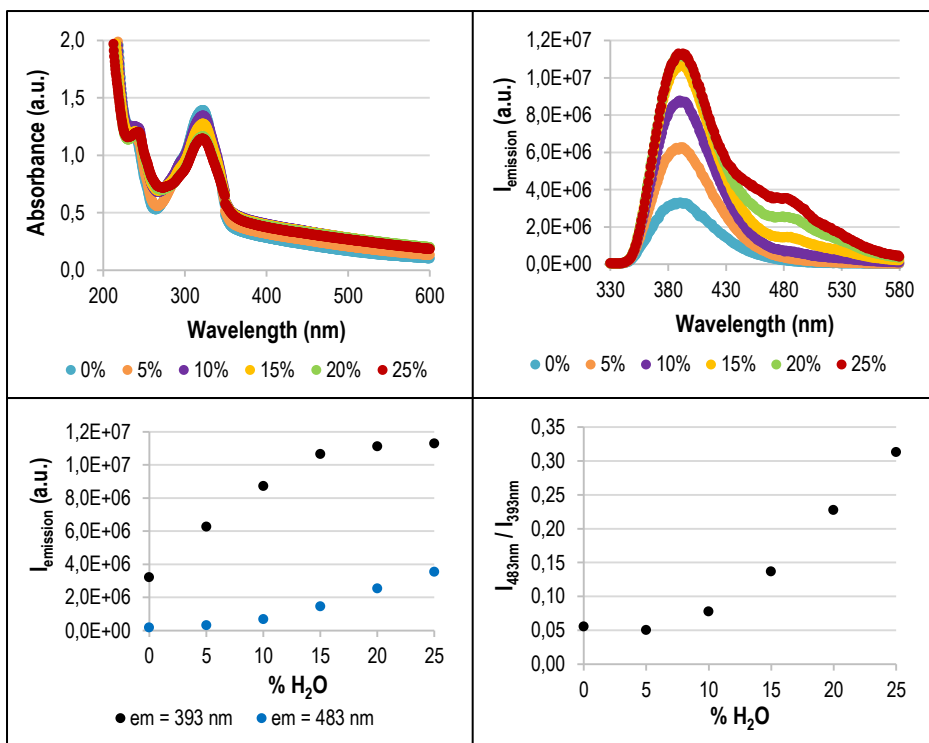 2,0
1,5
1,0
0,5
0,0
Absorbance (a.u.)
200 300 400 500 600
Wavelength (nm)
0% 5% 10% 15% 20% 25%
1,2E+07
1,0E+07
8,0E+06
6,0E+06
4,0E+06
2,0E+06
0,0E+00
Iemission (a.u.)
330 380 430 480 530 580
Wavelength (nm)
0% 5% 10% 15% 20% 25%
1,2E+07
1,0E+07
8,0E+06
6,0E+06
4,0E+06
2,0E+06
0,0E+00
Iemission (a.u.)
0 5 10 15 20 25
% H2O
em = 393 nm em = 483 nm
0,35
0,30
0,25
0,20
0,15
0,10
0,05
0,00
I483nm / I393nm
0 5 10 15 20 25
% H2O